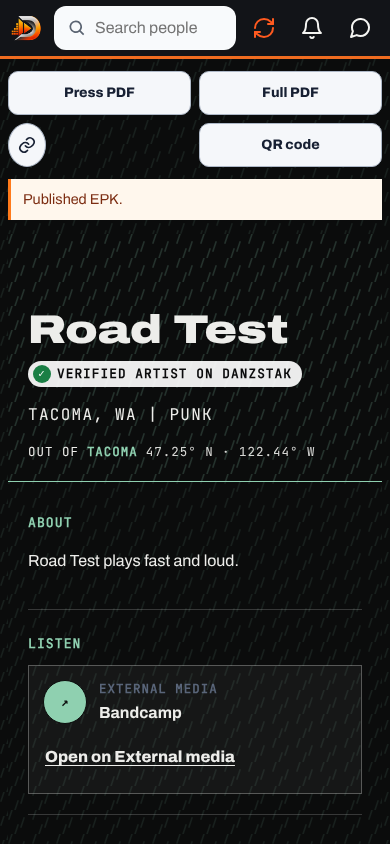 Search people
Press PDF
Full PDF
QR code
Published EPK.
Road Test
✓ VERIFIED ARTIST ON DANZSTAK
TACOMA, WA | PUNK
OUT OF TACOMA 47.25° N · 122.44° W
ABOUT
Road Test plays fast and loud.
LISTEN
↗ EXTERNAL MEDIA
Bandcamp
Open on External media